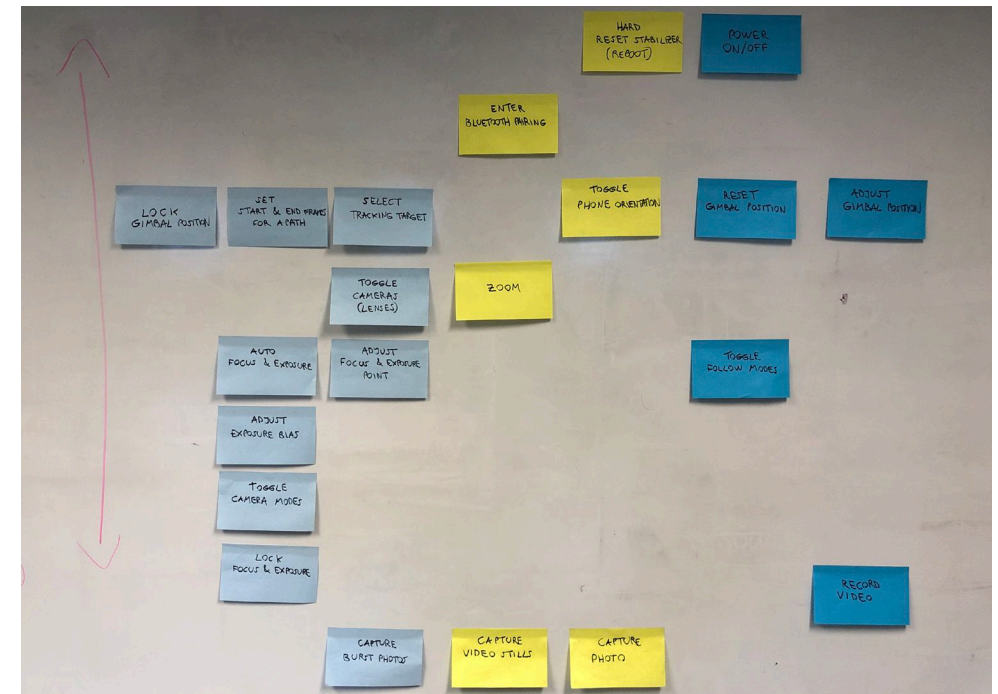 HARD
RESET STABILIZER
(REBOOT)
POWER
ON/OFF
ENTER
BLUETOOTH PAIRING
LOCK
GIMBAL POSITION
SET
START & END FRAMES
FOR A PATH
SELECT
TRACKING TARGET
TOGGLE
PHONE ORIENTATION
RESET
GIMBAL POSITION
ADJUST
GIMBAL POSITION
TOGGLE
CAMERAS
(LENSES)
ZOOM
AUTO
FOCUS & EXPOSURE
ADJUST
FOCUS & EXPOSURE
POINT
TOGGLE
FOLLOW MODES
ADJUST
EXPOSURE BIAS
TOGGLE
CAMERA MODES
LOCK
FOCUS & EXPOSURE
RECORD
VIDEO
CAPTURE
BURST PHOTOS
CAPTURE
VIDEO STILLS
CAPTURE
PHOTO